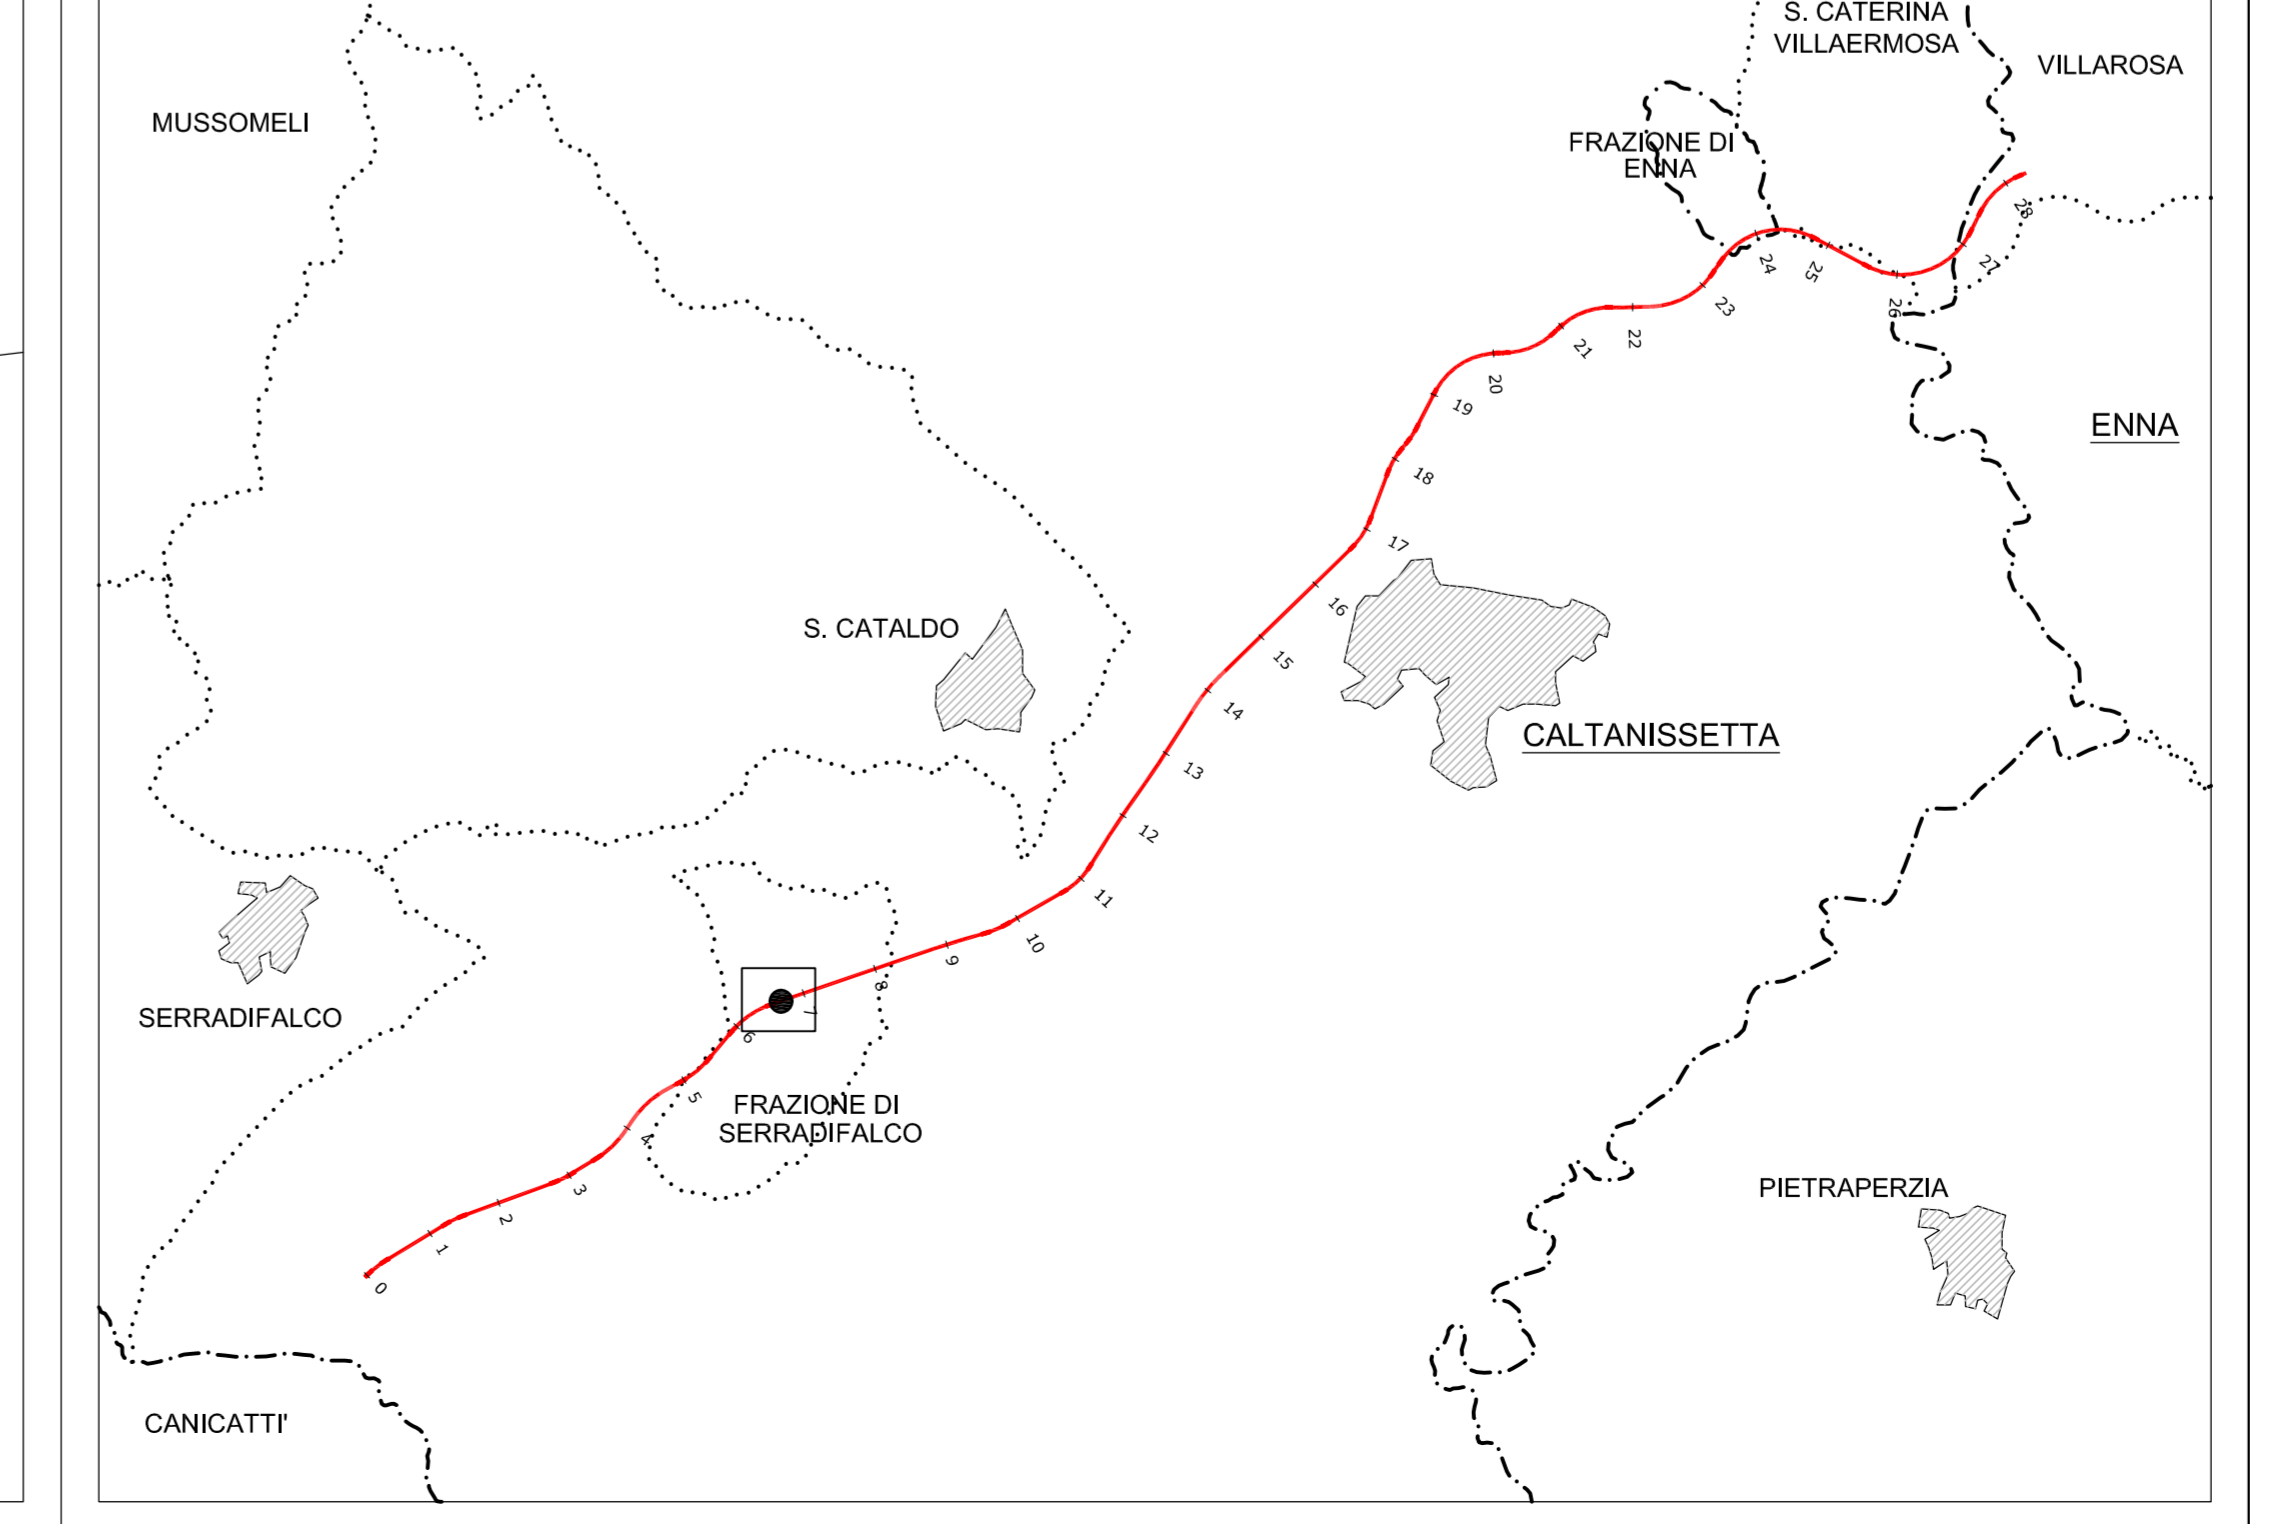 S. CATERINA
VILLAERMOSA
VILLAROSA
MUSSOMELI
FRAZIONE DI
ENNA
28
27
26
25
24
23
22
21
20
19
18
17
16
15
14
13
12
11
10
9
8
7
6
5
4
3
2
1
0
ENNA
S. CATALDO
CALTANISSETTA
SERRADIFALCO
FRAZIONE DI
SERRADIFALCO
PIETRAPERZIA
CANICATTI'